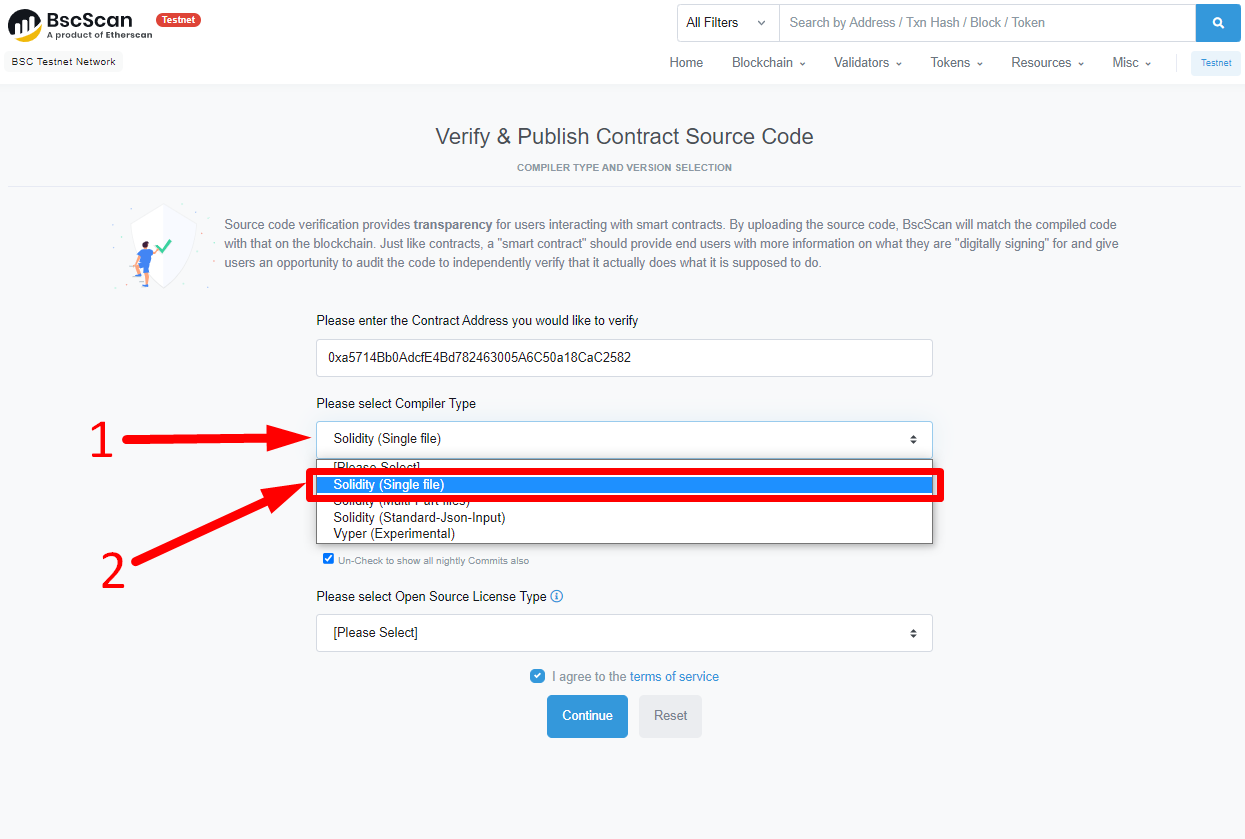 BscScan
Testnet
A product of Etherscan
All Filters
Search by Address / Txn Hash / Block / Token
BSC Testnet Network
Home
Blockchain
Validators
Tokens
Resources
Misc
Testnet
Verify & Publish Contract Source Code
COMPILER TYPE AND VERSION SELECTION
Source code verification provides transparency for users interacting with smart contracts. By uploading the source code, BscScan will match the compiled code
with that on the blockchain. Just like contracts, a "smart contract" should provide end users with more information on what they are "digitally signing" for and give
users an opportunity to audit the code to independently verify that it actually does what it is supposed to do.
Please enter the Contract Address you would like to verify
0xa5714Bb0AdcfE4Bd782463005A6C50a18CaC2582
Please select Compiler Type
1
Solidity (Single file)
[Please Select]
Solidity (Single file)
Solidity (Multi-Part files)
Solidity (Standard-Json-Input)
Vyper (Experimental)
2
Un-Check to show all nightly Commits also
Please select Open Source License Type
[Please Select]
I agree to the terms of service
Continue
Reset